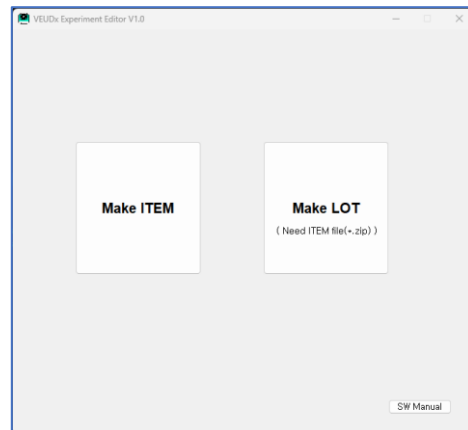 VEUDx Experiment Editor V1.0
Make ITEM
Make LOT
( Need ITEM file(*.zip) )
SW Manual